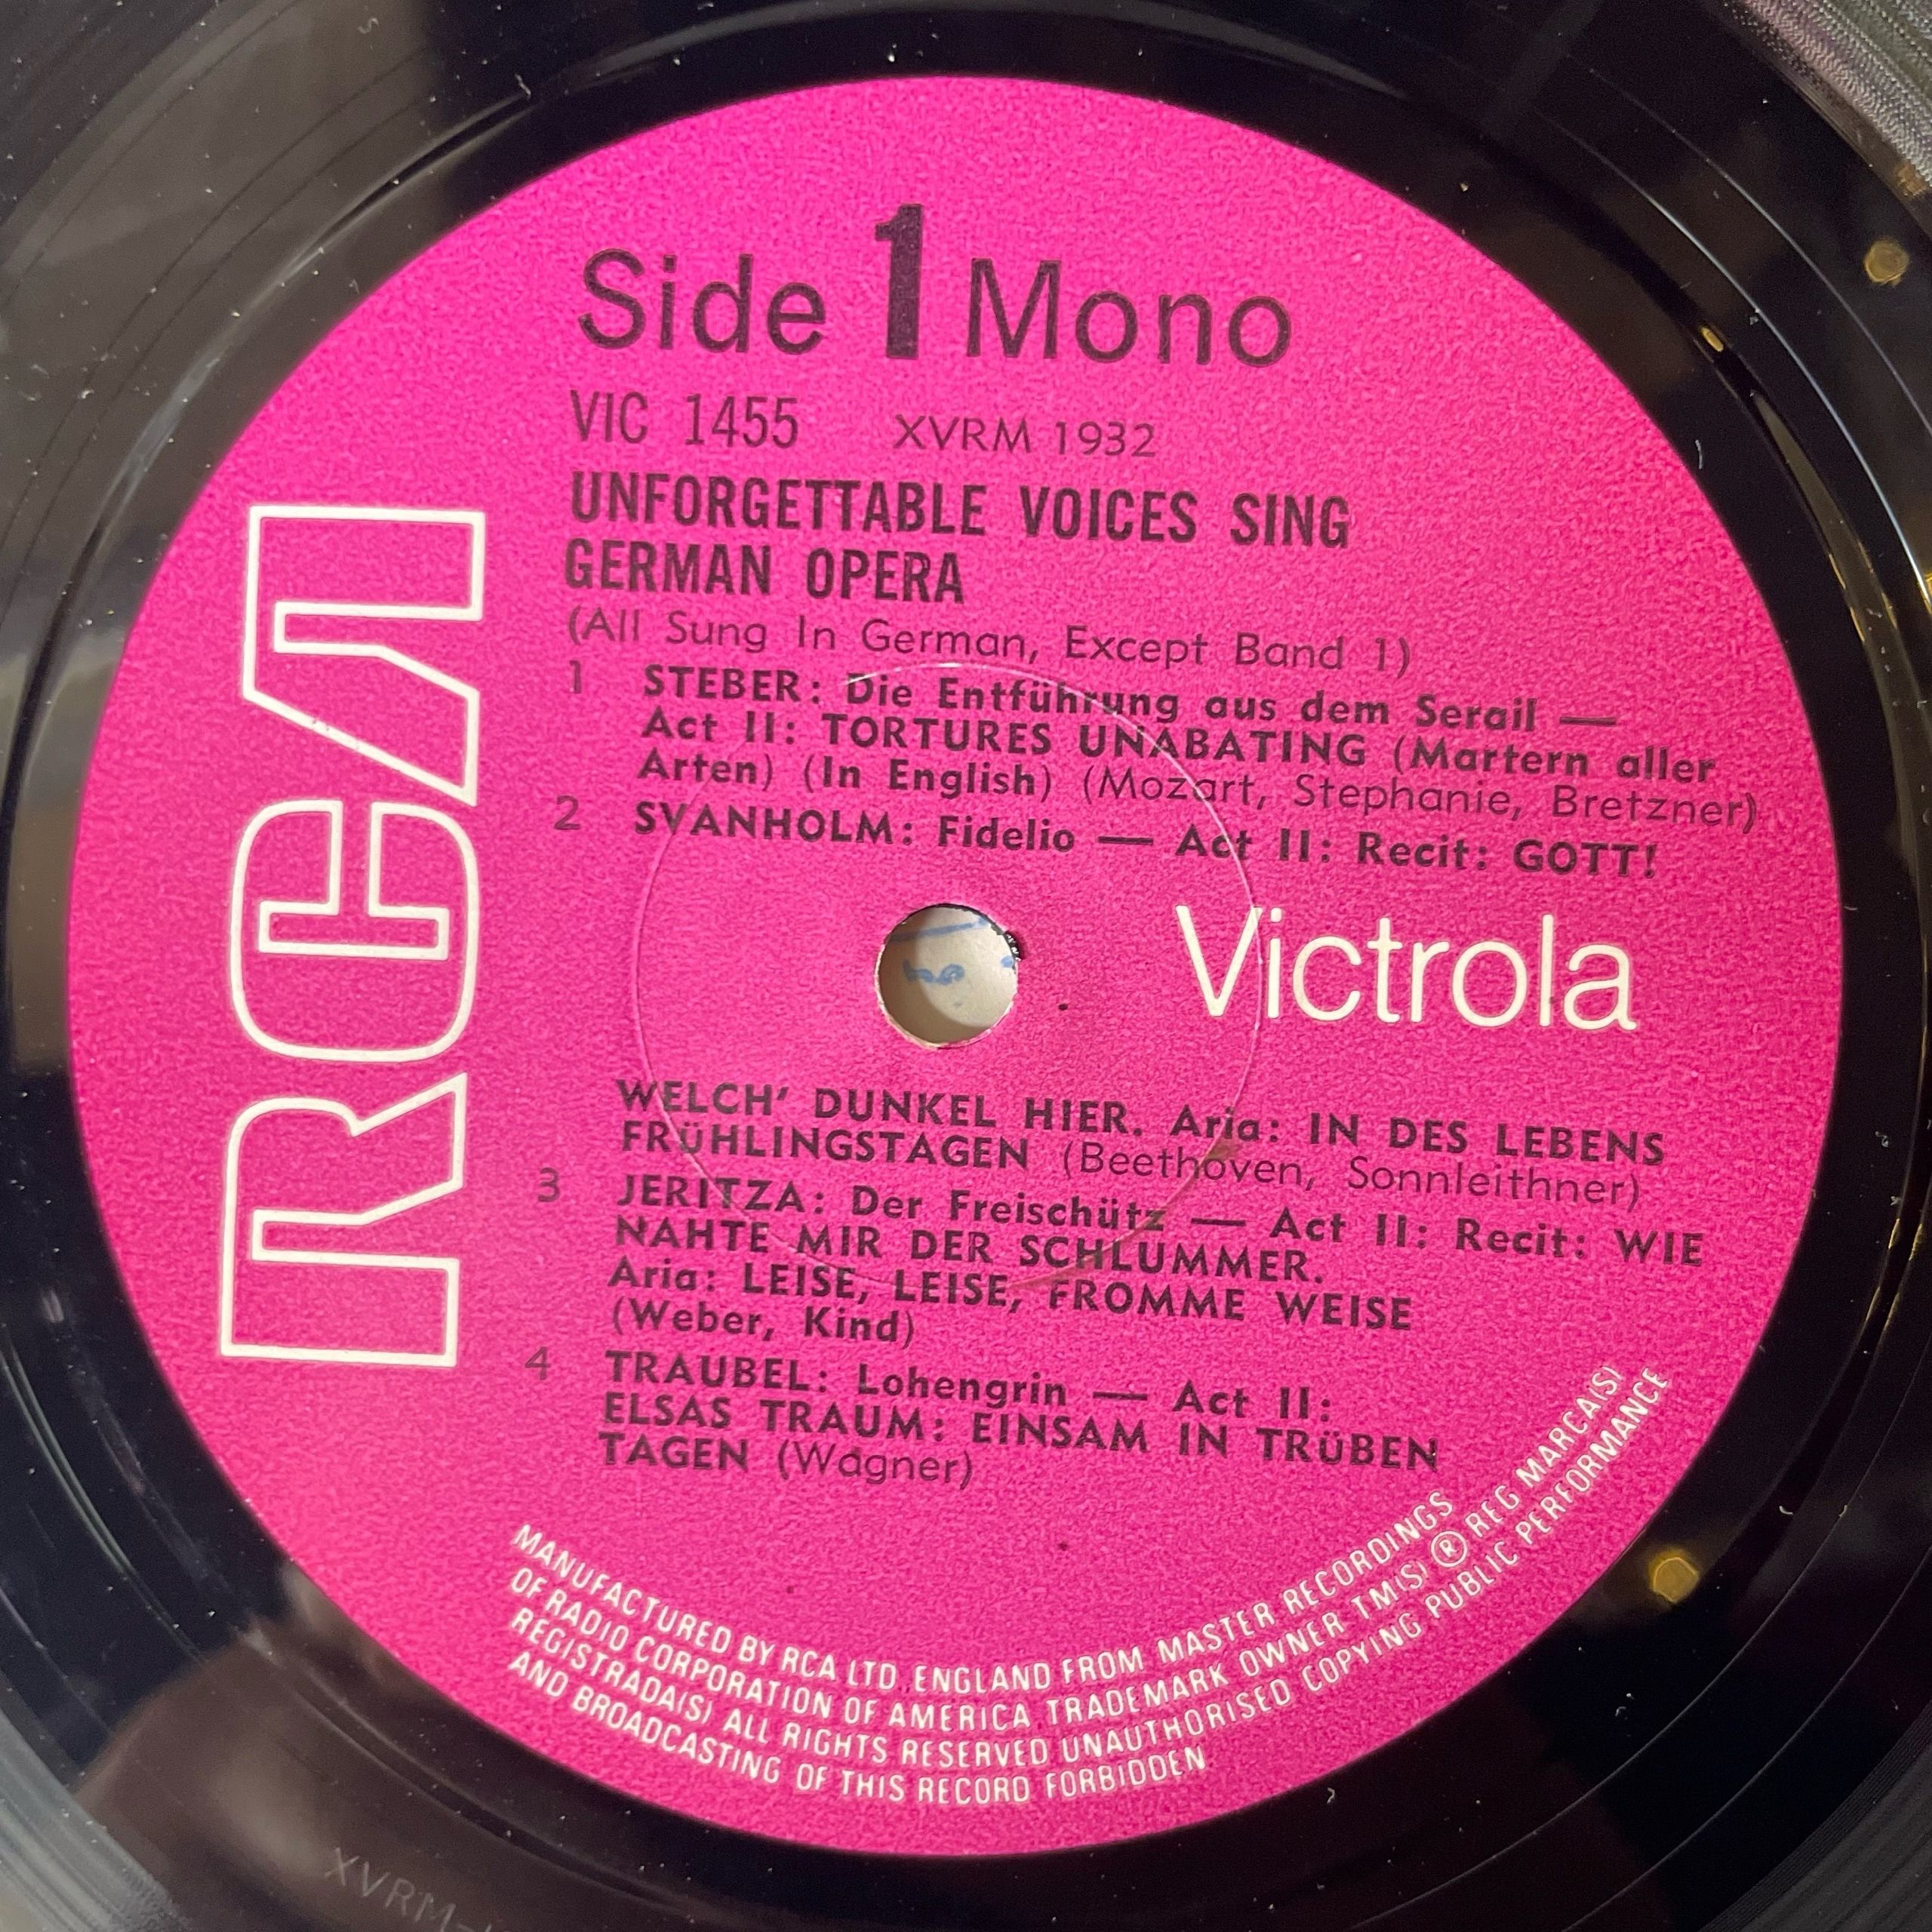 Side 1 Mono
VIC 1455 XVRM 1932
UNFORGETTABLE VOICES SING
GERMAN OPERA
(All Sung In German, Except Band 1)
1 STEBER: Die Entführung aus dem Serail —
Act II: TORTURES UNABATING (Martern aller
Arten) (In English) (Mozart, Stephanie, Bretzner)
2 SVANHOLM: Fidelio — Act II: Recit: GOTT!
RCA
Victrola
WELCH' DUNKEL HIER. Aria: IN DES LEBENS
FRÜHLINGSTAGEN (Beethoven, Sonnleithner)
3 JERITZA: Der Freischütz — Act II: Recit: WIE
NAHTE MIR DER SCHLUMMER.
Aria: LEISE, LEISE, FROMME WEISE
(Weber, Kind)
4 TRAUBEL: Lohengrin — Act II:
ELSAS TRAUM: EINSAM IN TRÜBEN
TAGEN (Wagner)
MANUFACTURED BY RCA LTD. ENGLAND FROM MASTER RECORDINGS
OF RADIO CORPORATION OF AMERICA TRADEMARK OWNER TM(S) ® REG MARCA(S)
REGISTRADA(S) ALL RIGHTS RESERVED UNAUTHORISED COPYING PUBLIC PERFORMANCE
AND BROADCASTING OF THIS RECORD FORBIDDEN
XVRM-